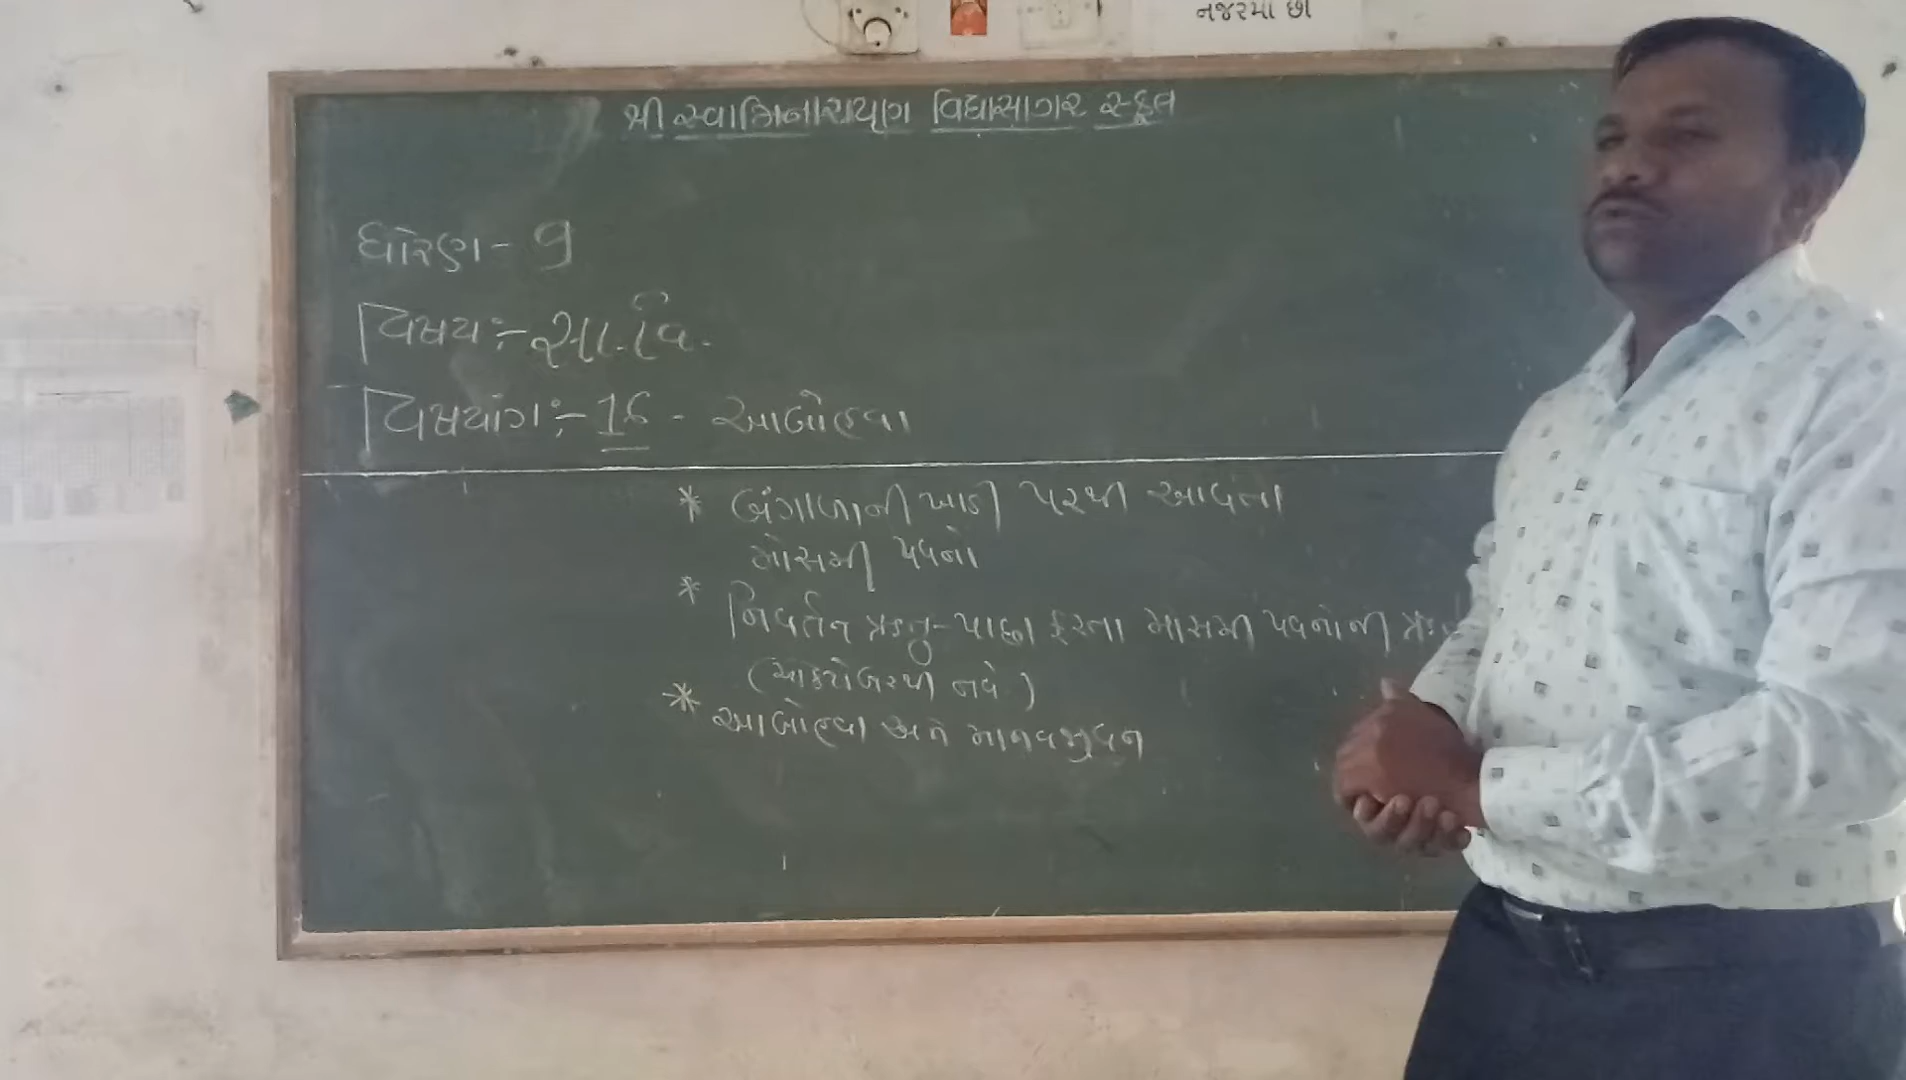 નજરમાં છો
શ્રી સ્વામિનારાયણ વિદ્યાસાગર સ્કૂલ
ધોરણ - 9
વિષય :- સા. વિ.
વિષયાંગ :- 16 - આબોહવા
* બંગાળાની ખાડી પરથી આવતા
મોસમી પવનો
* નિવર્તન ઋતુ - પાછા ફરતા મોસમી પવનોની
(ઓક્ટોબરથી નવે.)
* આબોહવા અને માનવજીવન